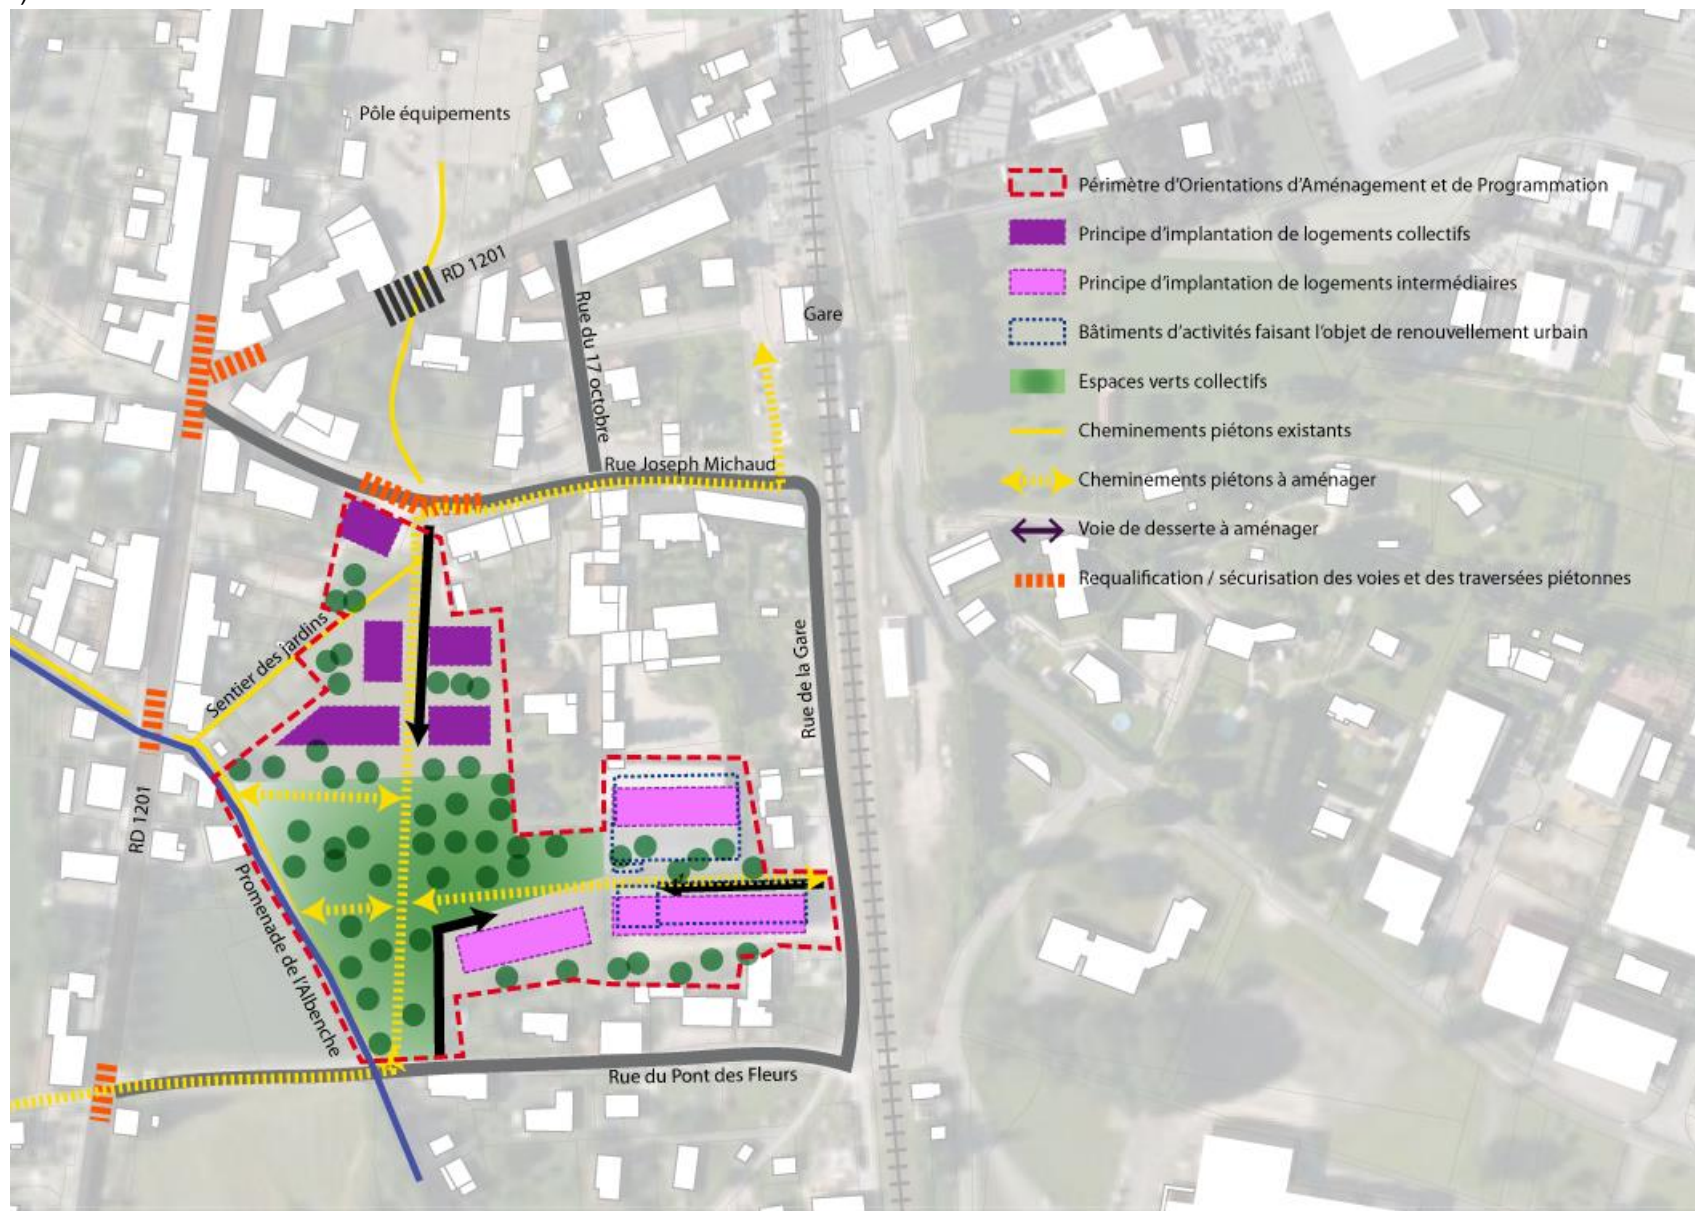 Pôle équipements
RD 1201
Rue du 17 octobre
Gare
Rue Joseph Michaud
Sentier des jardins
Rue de la Gare
RD 1201
Promenade de l'Albenche
Rue du Pont des Fleurs
Périmètre d'Orientations d'Aménagement et de Programmation
Principe d'implantation de logements collectifs
Principe d'implantation de logements intermédiaires
Bâtiments d'activités faisant l'objet de renouvellement urbain
Espaces verts collectifs
Cheminements piétons existants
Cheminements piétons à aménager
Voie de desserte à aménager
Requalification / sécurisation des voies et des traversées piétonnes